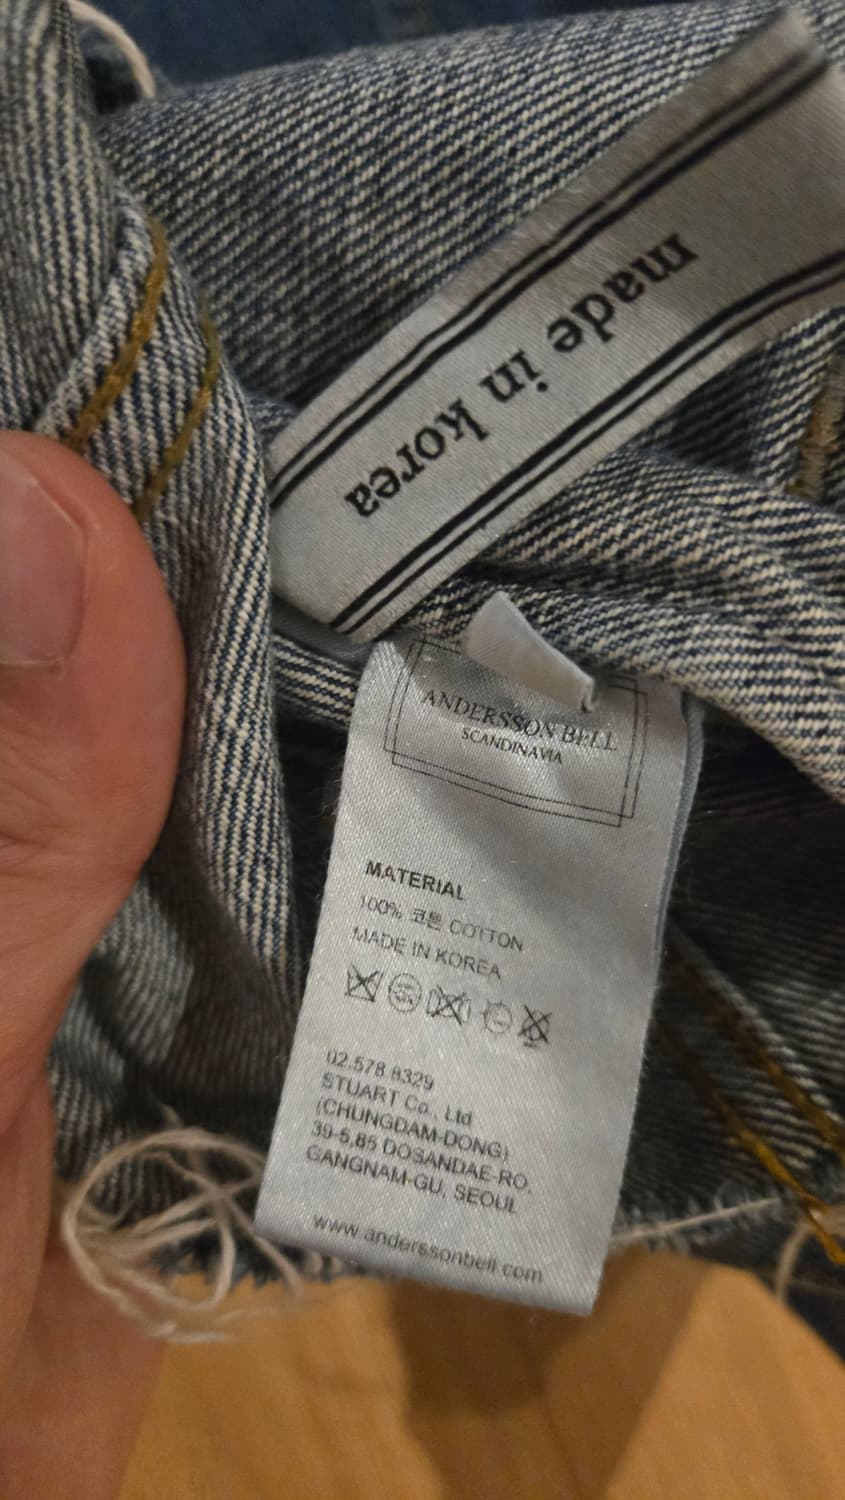 made in korea
ANDERSSON BELL
SCANDINAVIA
MATERIAL
100% 코튼 COTTON
MADE IN KOREA
02.578.8329
STUART Co., Ltd
(CHUNGDAM-DONG)
39-5,85 DOSANDAE-RO,
GANGNAM-GU, SEOUL
www.anderssonbell.com